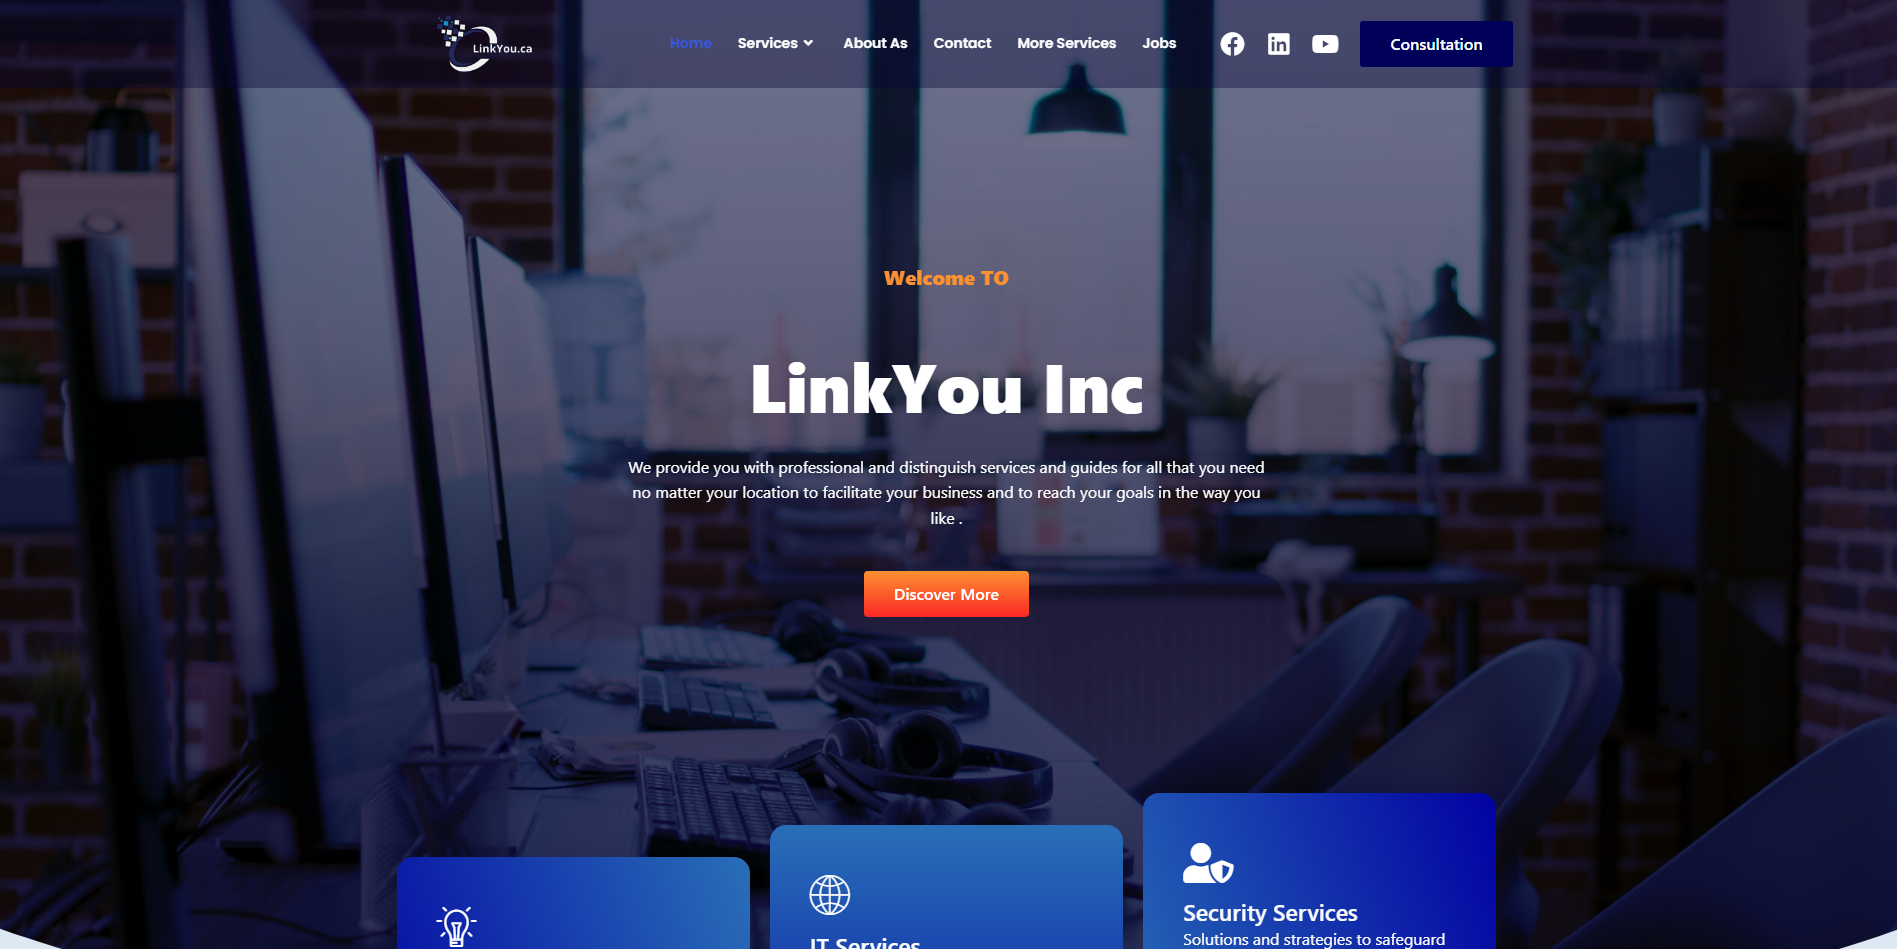 LinkYou.ca
Home Services About As Contact More Services Jobs Consultation
Welcome TO
LinkYou Inc
We provide you with professional and distinguish services and guides for all that you need
no matter your location to facilitate your business and to reach your goals in the way you
like .
Discover More
IT Services
Security Services
Solutions and strategies to safeguard